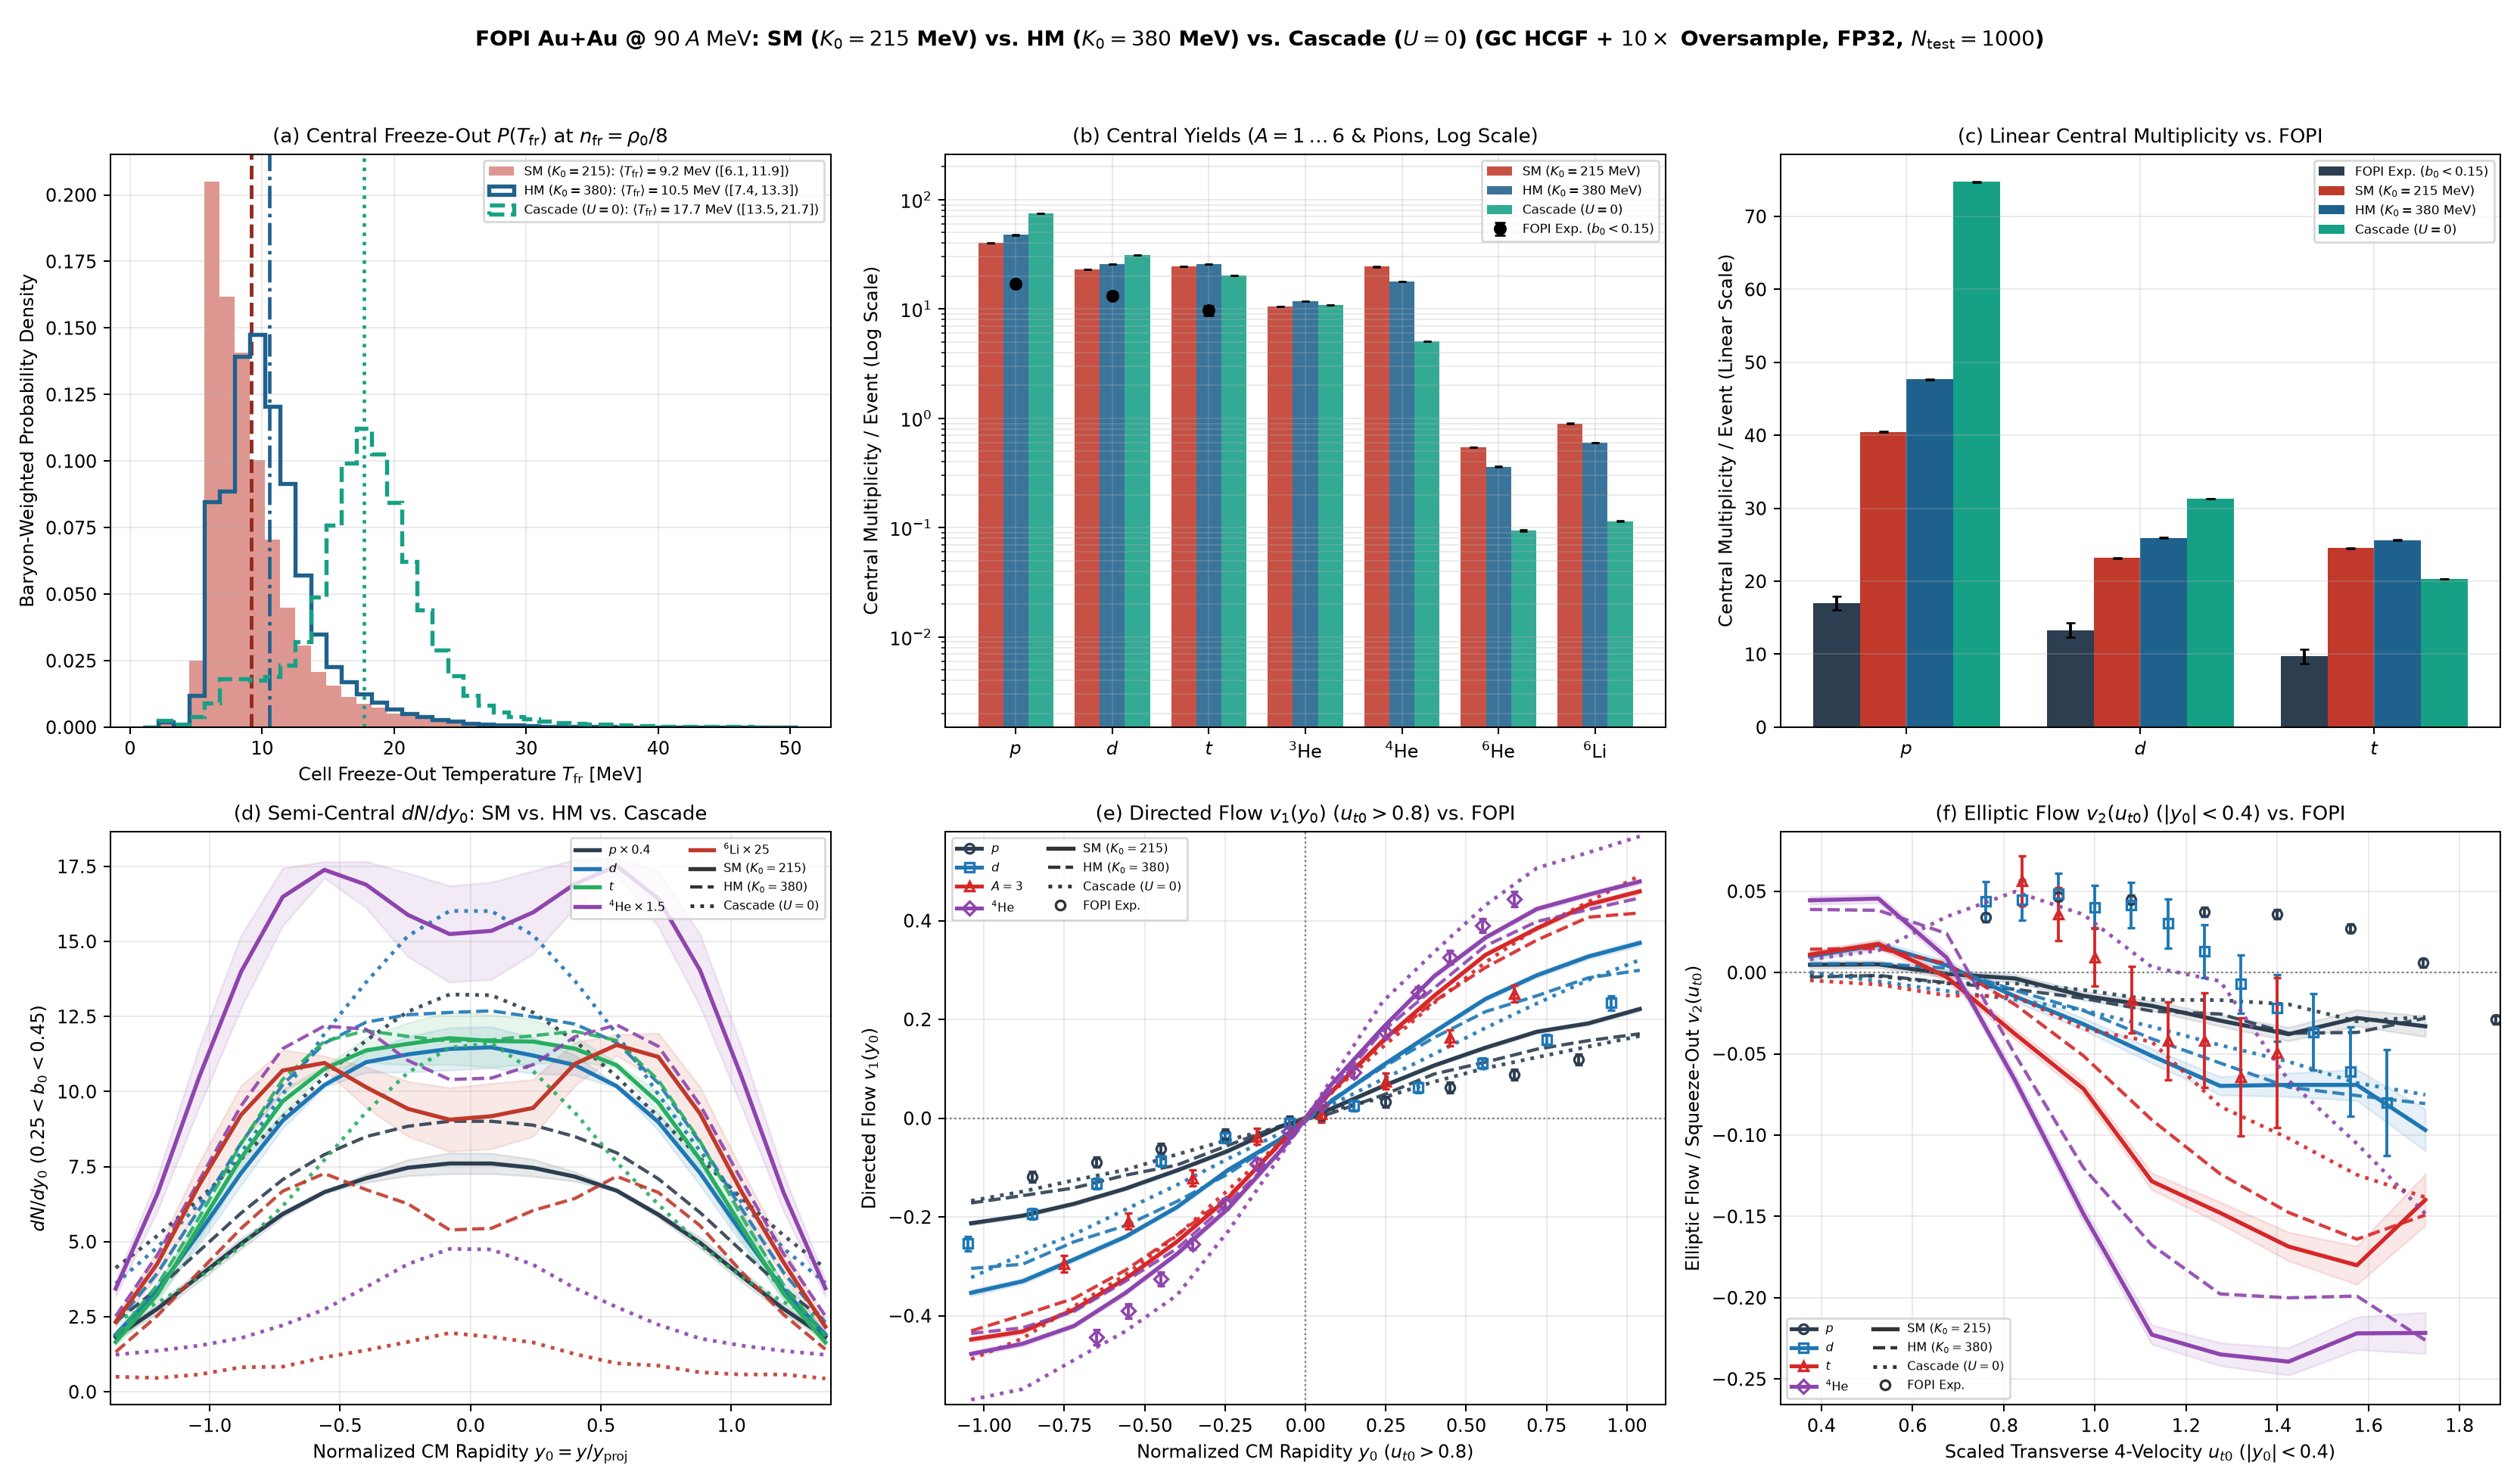 FOPI Au+Au @ 90 A MeV: SM (K₀ = 215 MeV) vs. HM (K₀ = 380 MeV) vs. Cascade (U = 0) (GC HCGF + 10× Oversample, FP32, N_test = 1000)
(a) Central Freeze-Out P(T_fr) at n_fr = ρ₀/8
SM (K₀ = 215): ⟨T_fr⟩ = 9.2 MeV ([6.1, 11.9])
HM (K₀ = 380): ⟨T_fr⟩ = 10.5 MeV ([7.4, 13.3])
Cascade (U = 0): ⟨T_fr⟩ = 17.7 MeV ([13.5, 21.7])
Baryon-Weighted Probability Density
0.200
0.175
0.150
0.125
0.100
0.075
0.050
0.025
0.000
0 10 20 30 40 50
Cell Freeze-Out Temperature T_fr [MeV]
(b) Central Yields (A = 1 … 6 & Pions, Log Scale)
SM (K₀ = 215 MeV)
HM (K₀ = 380 MeV)
Cascade (U = 0)
FOPI Exp. (b₀ < 0.15)
Central Multiplicity / Event (Log Scale)
10²
10¹
10⁰
10⁻¹
10⁻²
p d t ³He ⁴He ⁶He ⁶Li
(c) Linear Central Multiplicity vs. FOPI
FOPI Exp. (b₀ < 0.15)
SM (K₀ = 215 MeV)
HM (K₀ = 380 MeV)
Cascade (U = 0)
Central Multiplicity / Event (Linear Scale)
70
60
50
40
30
20
10
0
p d t
(d) Semi-Central dN/dy₀: SM vs. HM vs. Cascade
p × 0.4
d
t
⁴He × 1.5
⁶Li × 25
SM (K₀ = 215)
HM (K₀ = 380)
Cascade (U = 0)
dN/dy₀ (0.25 < b₀ < 0.45)
17.5
15.0
12.5
10.0
7.5
5.0
2.5
0.0
−1.0 −0.5 0.0 0.5 1.0
Normalized CM Rapidity y₀ = y/y_proj
(e) Directed Flow v₁(y₀) (u_t0 > 0.8) vs. FOPI
p
d
A = 3
⁴He
SM (K₀ = 215)
HM (K₀ = 380)
Cascade (U = 0)
FOPI Exp.
Directed Flow v₁(y₀)
0.4
0.2
0.0
−0.2
−0.4
−1.00 −0.75 −0.50 −0.25 0.00 0.25 0.50 0.75 1.00
Normalized CM Rapidity y₀ (u_t0 > 0.8)
(f) Elliptic Flow v₂(u_t0) (|y₀| < 0.4) vs. FOPI
Elliptic Flow / Squeeze-Out v₂(u_t0)
0.05
0.00
−0.05
−0.10
−0.15
−0.20
−0.25
p
d
t
⁴He
SM (K₀ = 215)
HM (K₀ = 380)
Cascade (U = 0)
FOPI Exp.
0.4 0.6 0.8 1.0 1.2 1.4 1.6 1.8
Scaled Transverse 4-Velocity u_t0 (|y₀| < 0.4)